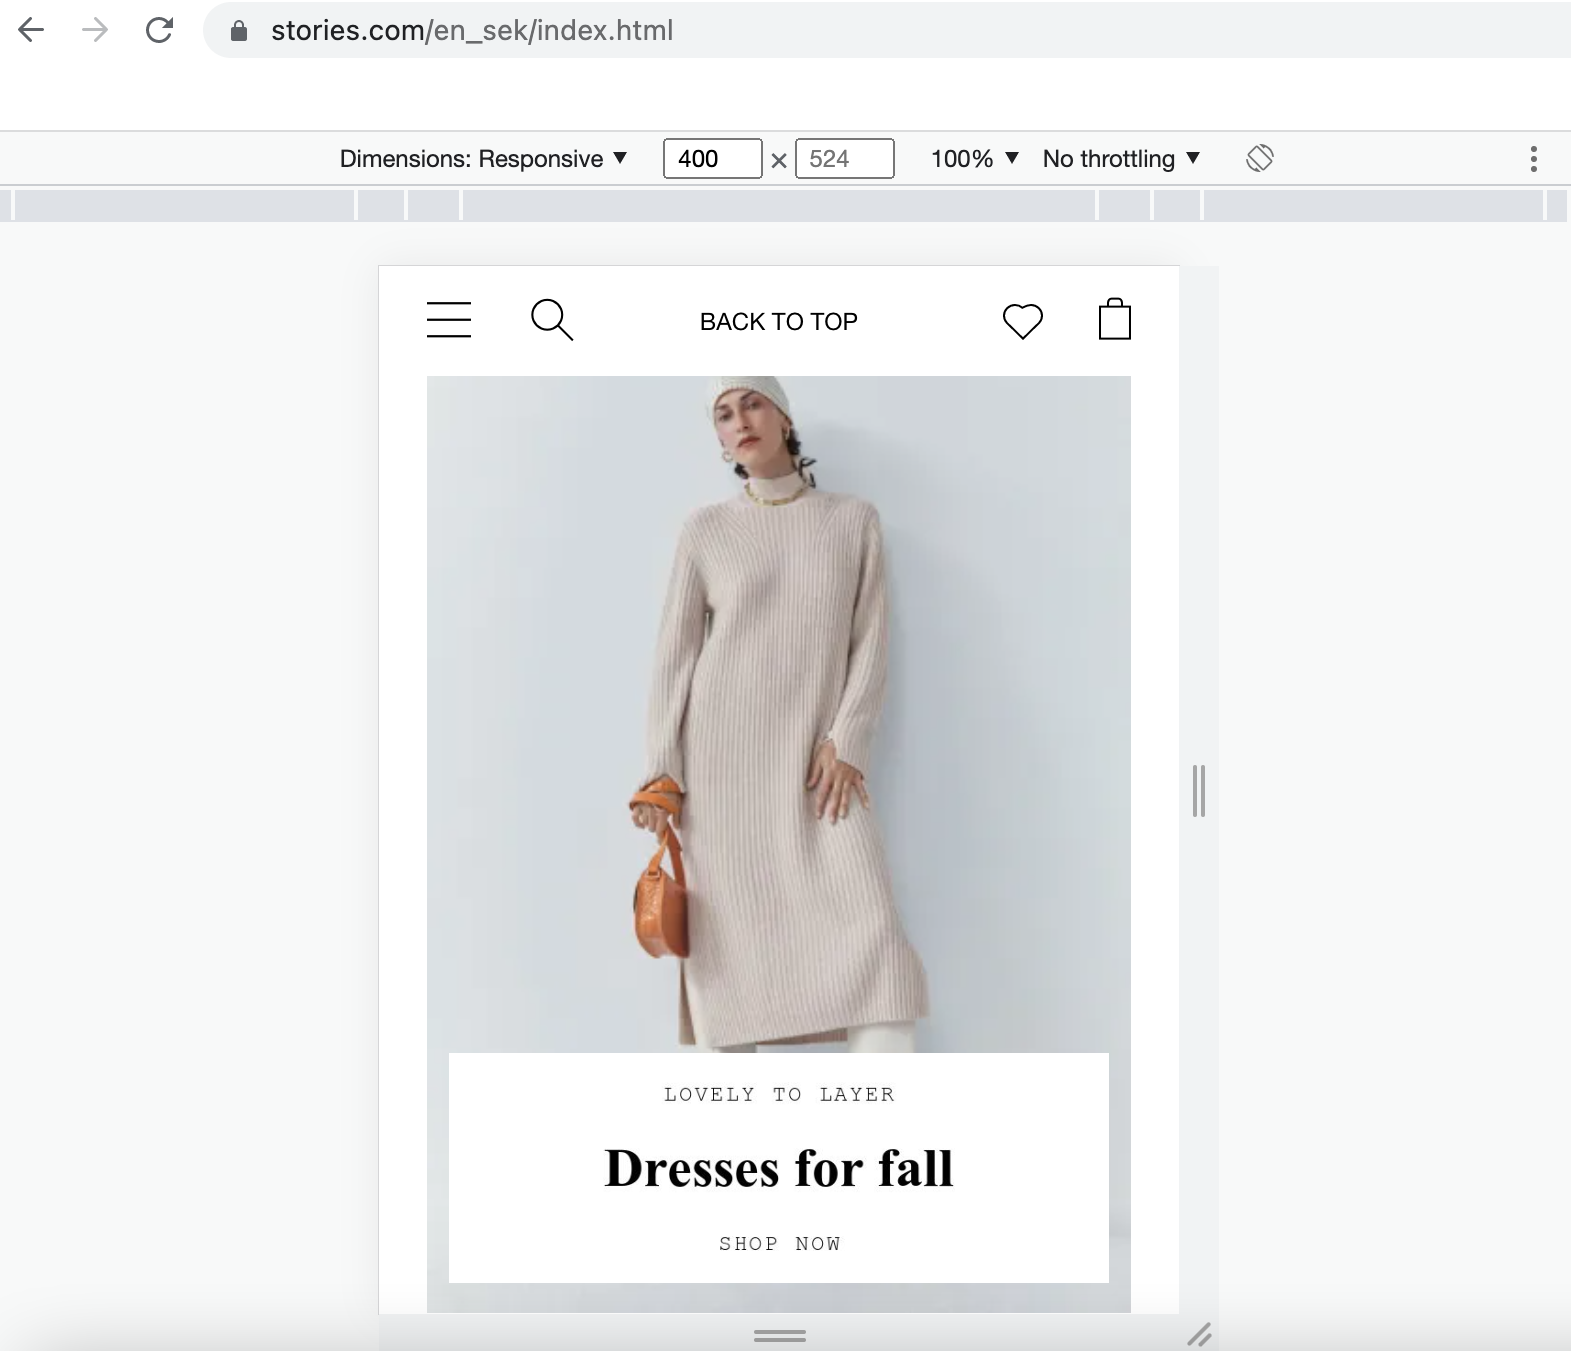 stories.com/en_sek/index.html
Dimensions: Responsive ▼ 400 × 524 100% ▼ No throttling ▼
BACK TO TOP
LOVELY TO LAYER
Dresses for fall
SHOP NOW